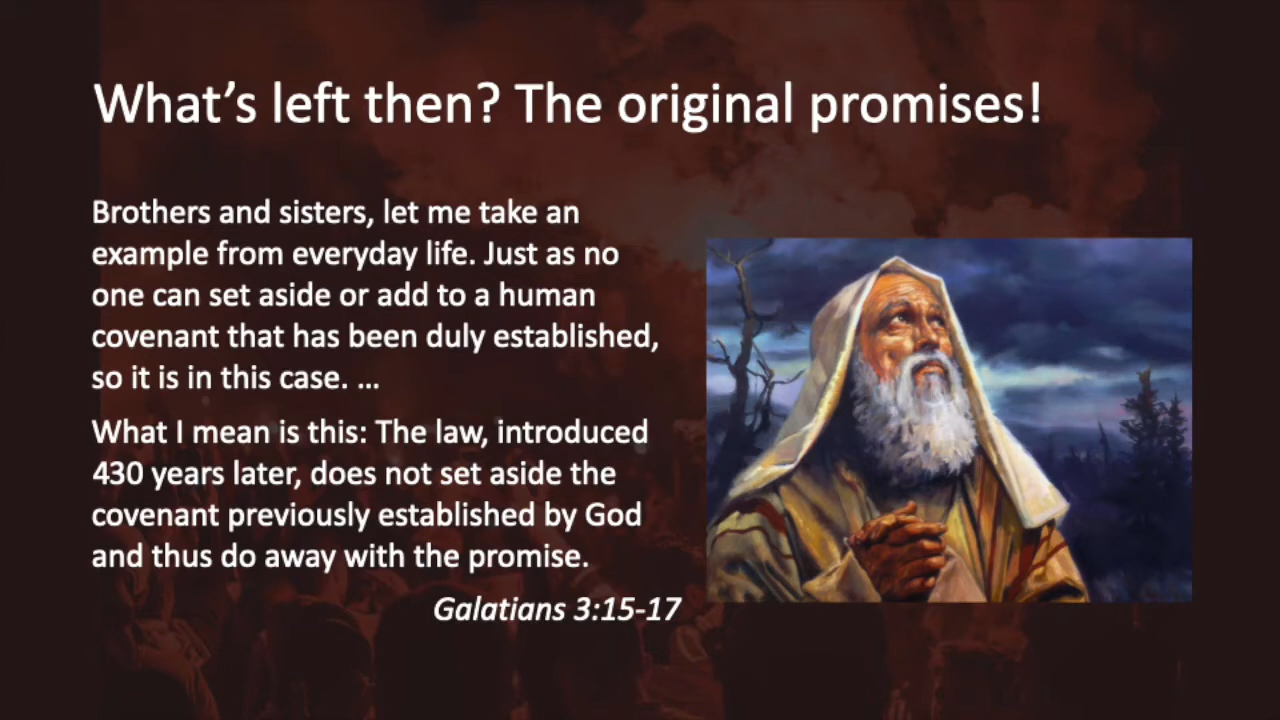 What’s left then? The original promises!
Brothers and sisters, let me take an
example from everyday life. Just as no
one can set aside or add to a human
covenant that has been duly established,
so it is in this case. ...
What I mean is this: The law, introduced
430 years later, does not set aside the
covenant previously established by God
and thus do away with the promise.
Galatians 3:15-17